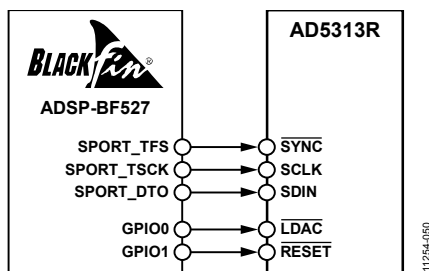 AD5313R
BLACKfin®
ADSP-BF527
SPORT_TFS SYNC
SPORT_TSCK SCLK
SPORT_DTO SDIN
GPIO0 LDAC
GPIO1 RESET
11254-050